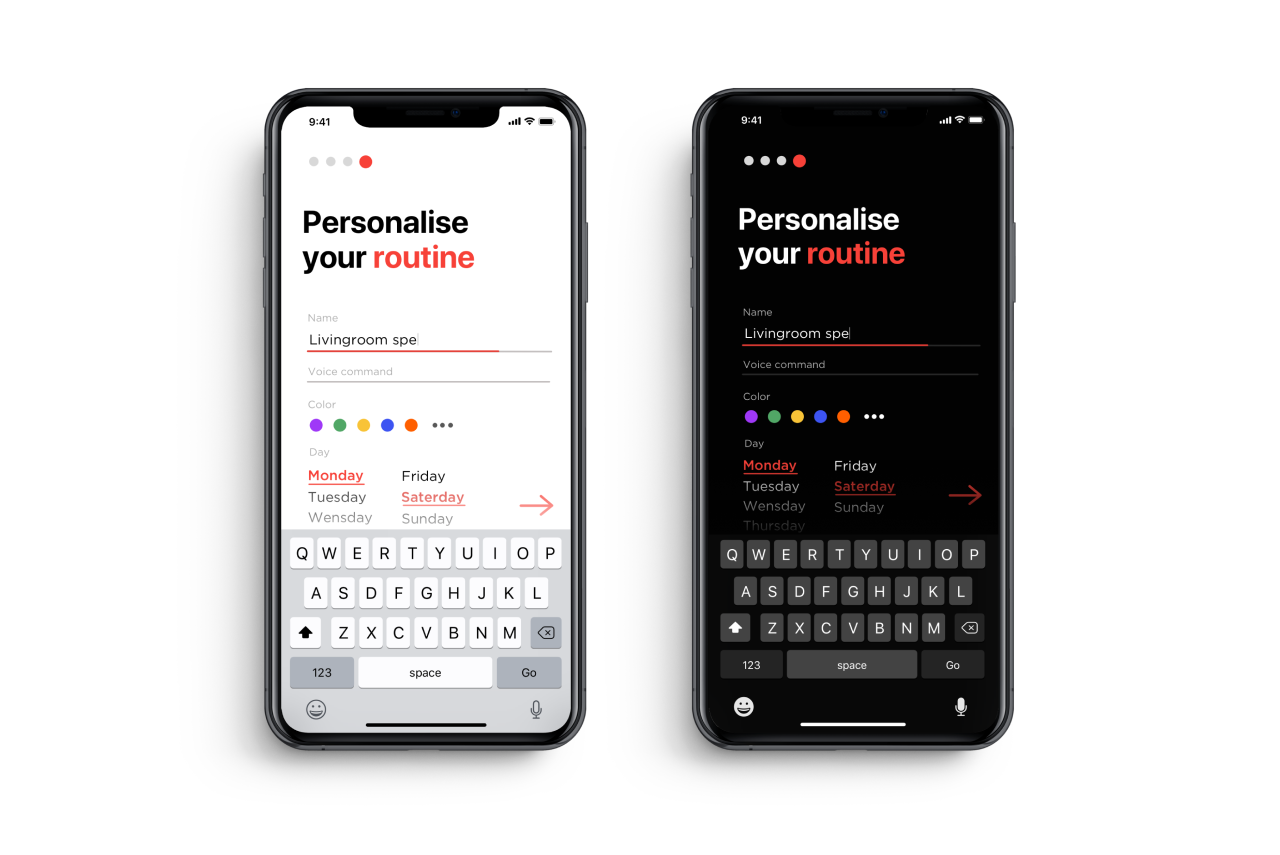 9:41
Personalise
your routine
Name
Livingroom spe
Voice command
Color
Day
Monday Friday
Tuesday Saterday
Wensday Sunday
Q W E R T Y U I O P
A S D F G H J K L
Z X C V B N M
123 space Go
9:41
Personalise
your routine
Name
Livingroom spe
Voice command
Color
Day
Monday Friday
Tuesday Saterday
Wensday Sunday
Thursday
Q W E R T Y U I O P
A S D F G H J K L
Z X C V B N M
123 space Go